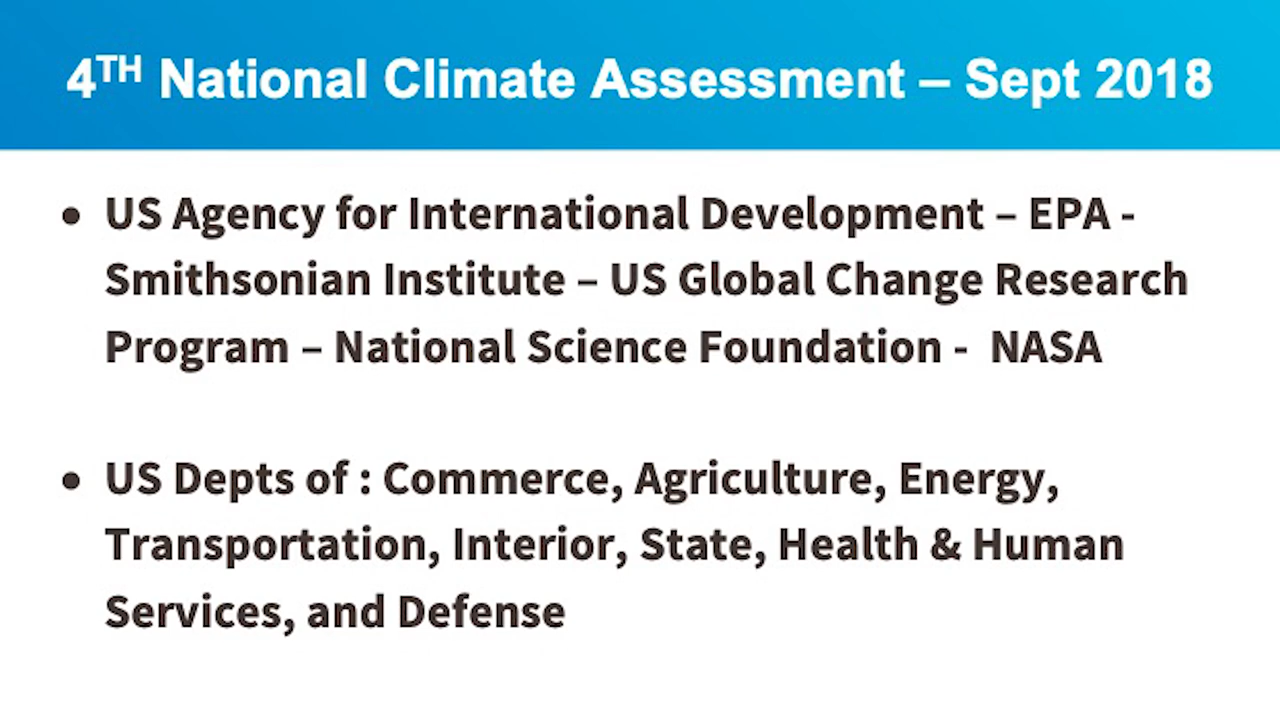 4TH National Climate Assessment – Sept 2018
• US Agency for International Development – EPA -
Smithsonian Institute – US Global Change Research
Program – National Science Foundation -  NASA
• US Depts of : Commerce, Agriculture, Energy,
Transportation, Interior, State, Health & Human
Services, and Defense